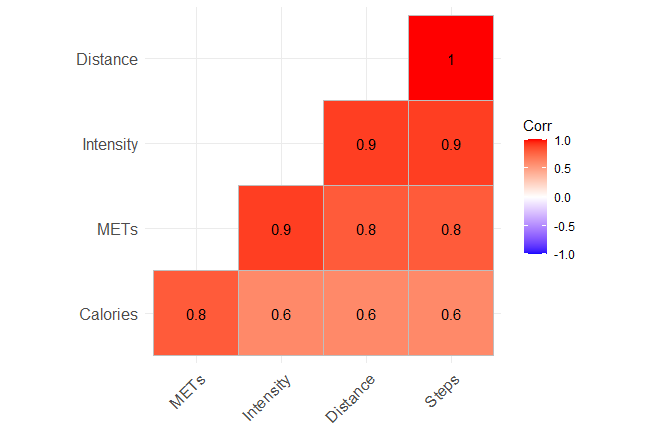 Distance
1
Intensity
0.9 0.9
METs
0.9 0.8 0.8
Calories
0.8 0.6 0.6 0.6
METs Intensity Distance Steps
Corr
1.0
0.5
0.0
-0.5
-1.0